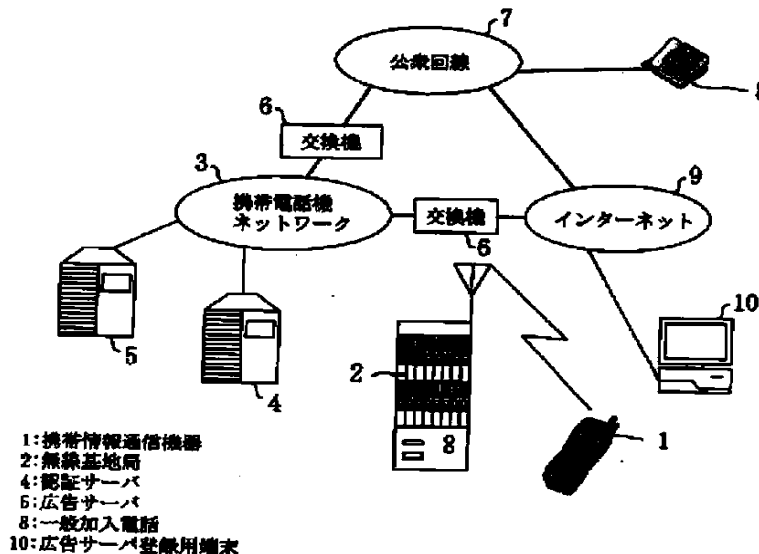 7
公衆回線
8
6
交換機
3
携帯電話機
ネットワーク
交換機
6
9
インターネット
5
4
2
10
1
1:携帯情報通信機器
2:無線基地局
4:認証サーバ
5:広告サーバ
8:一般加入電話
10:広告サーバ登録用端末